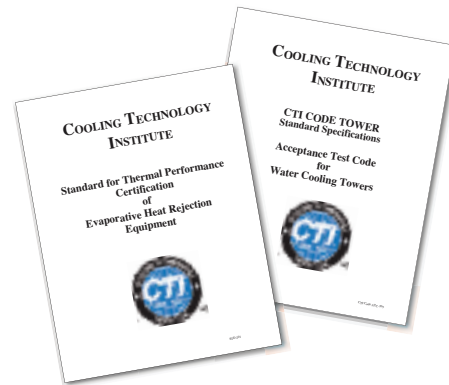 COOLING TECHNOLOGY
INSTITUTE
Standard for Thermal Performance
Certification
of
Evaporative Heat Rejection
Equipment
CTI
COOLING TECHNOLOGY
INSTITUTE
CTI CODE TOWER
Standard Specifications
Acceptance Test Code
for
Water Cooling Towers
CTI